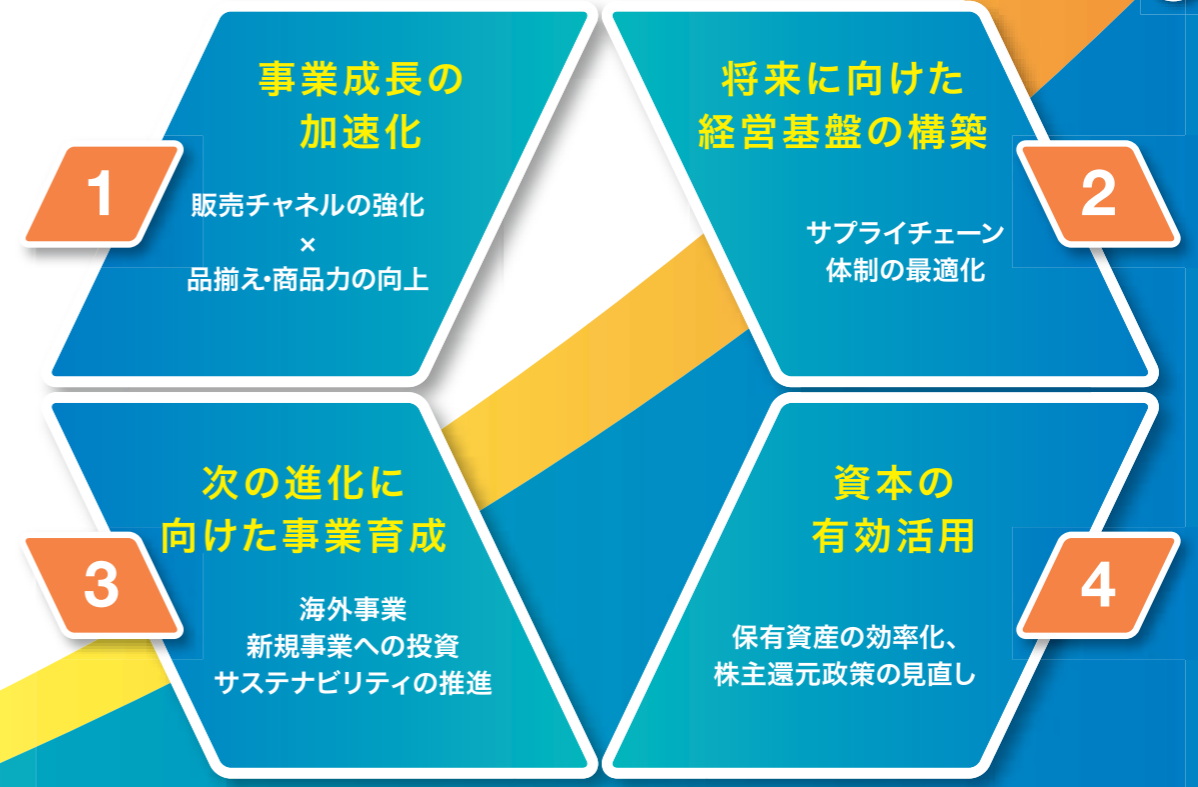 1
事業成長の
加速化
販売チャネルの強化
×
品揃え・商品力の向上
2
将来に向けた
経営基盤の構築
サプライチェーン
体制の最適化
3
次の進化に
向けた事業育成
海外事業
新規事業への投資
サステナビリティの推進
4
資本の
有効活用
保有資産の効率化、
株主還元政策の見直し